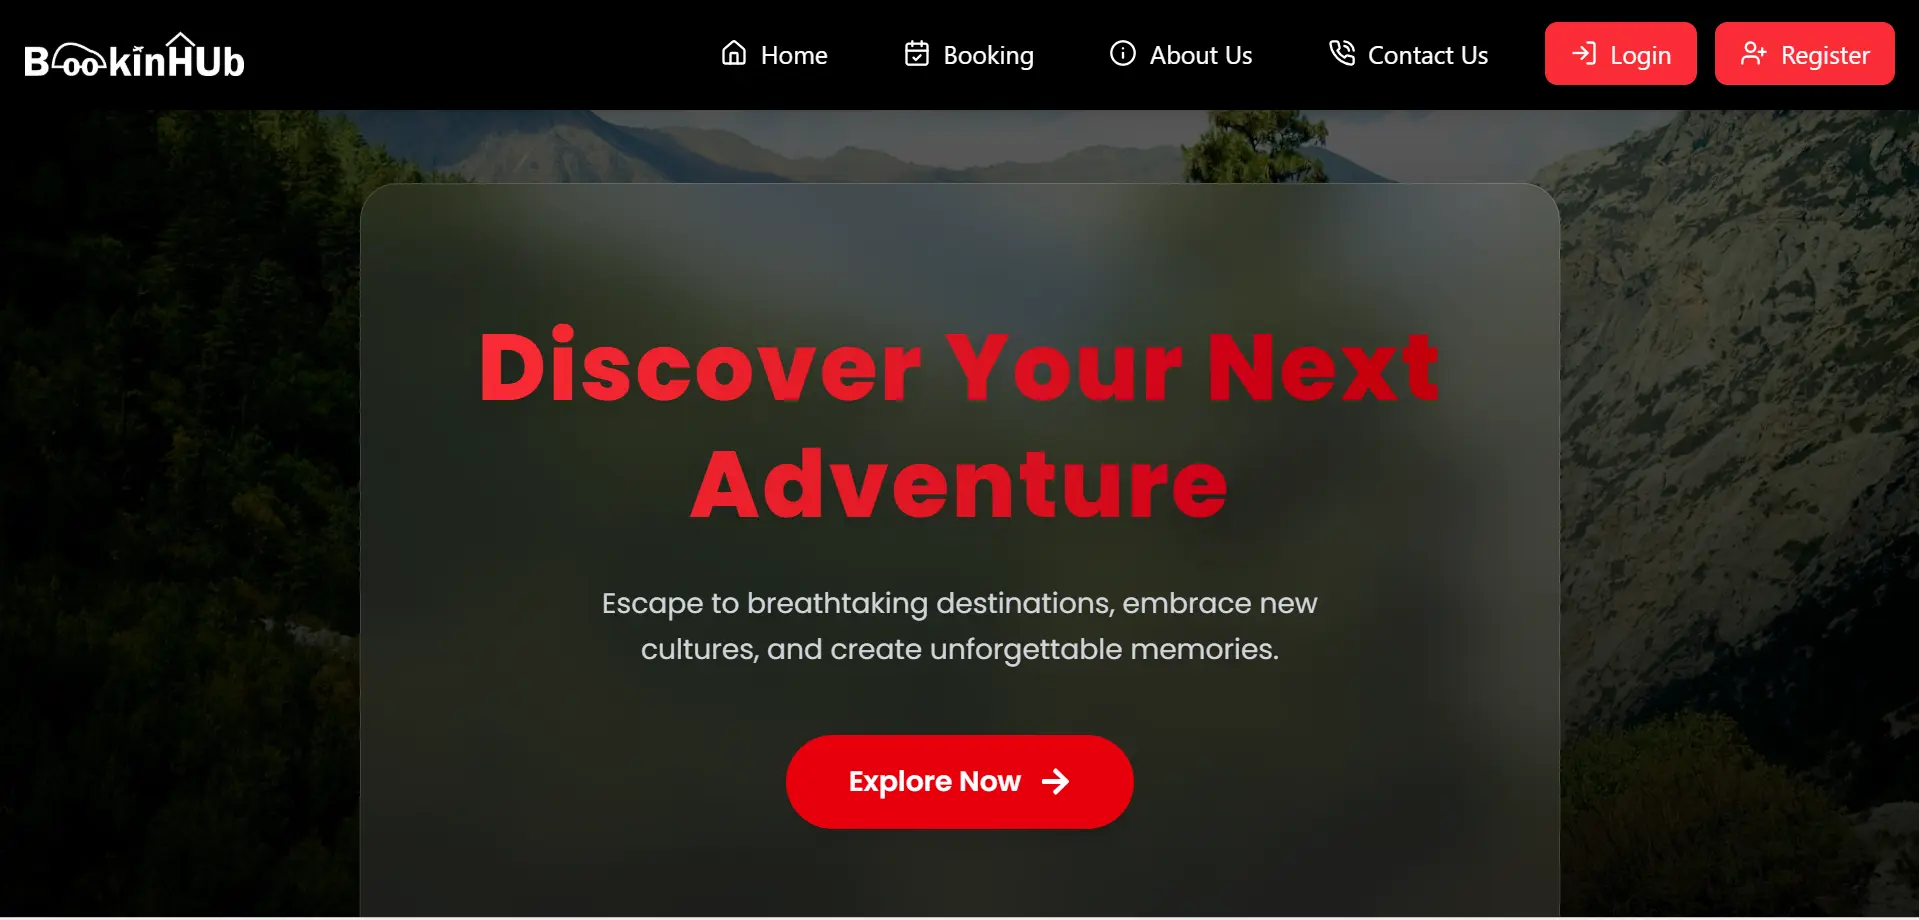 BookinHUb
Home
Booking
About Us
Contact Us
Login
Register
Discover Your Next
Adventure
Escape to breathtaking destinations, embrace new
cultures, and create unforgettable memories.
Explore Now